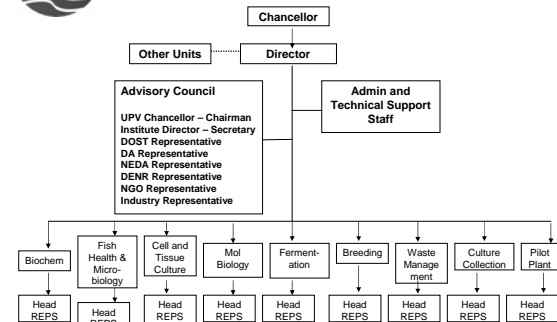 Chancellor
Other Units
Director
Advisory Council
UPV Chancellor – Chairman
Institute Director – Secretary
DOST Representative
DA Representative
NEDA Representative
DENR Representative
NGO Representative
Industry Representative
Admin and
Technical Support
Staff
Biochem
Fish
Health &
Micro-
biology
Cell and
Tissue
Culture
Mol
Biology
Ferment-
ation
Breeding
Waste
Manage
ment
Culture
Collection
Pilot
Plant
Head
REPS
Head
REPS
Head
REPS
Head
REPS
Head
REPS
Head
REPS
Head
REPS
Head
REPS
Head
REPS